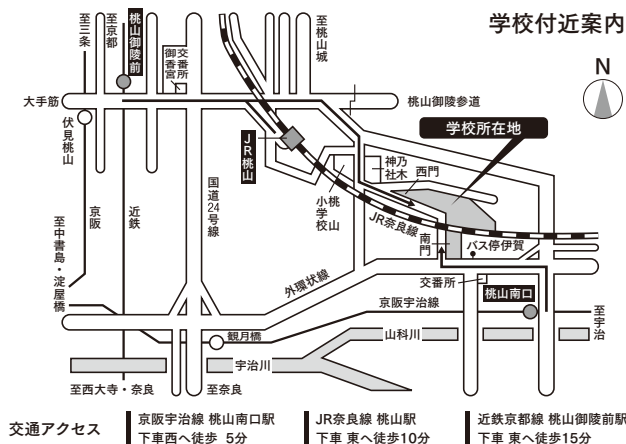 学校付近案内
N
至三条
至京都
桃山御陵前
御香宮
交番所
至桃山城
大手筋
桃山御陵参道
伏見桃山
JR桃山
学校所在地
乃木
神社
西門
桃山
小学校
国道24号線
京阪
近鉄
JR奈良線
南門
バス停伊賀
至中書島・淀屋橋
外環状線
交番所
桃山南口
京阪宇治線
至宇治
観月橋
山科川
宇治川
至西大寺・奈良
至奈良
交通アクセス
京阪宇治線 桃山南口駅
下車西へ徒歩 5分
JR奈良線 桃山駅
下車 東へ徒歩10分
近鉄京都線 桃山御陵前駅
下車 東へ徒歩15分